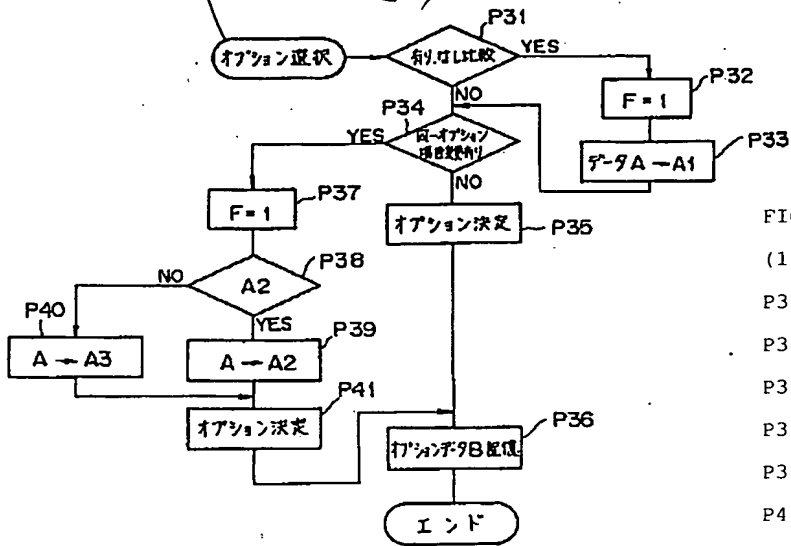 オプション選択
有り、なし比較
P31
YES
NO
P32
F = 1
P33
データA→A1
P34
同一オプション
項目変更有り
YES
NO
P35
オプション決定
P37
F = 1
P38
A2
NO
YES
P40
A → A3
P39
A → A2
P41
オプション決定
P36
オプションデータB記憶
エンド
FI
(1
P3
P3
P3
P3
P3
P4